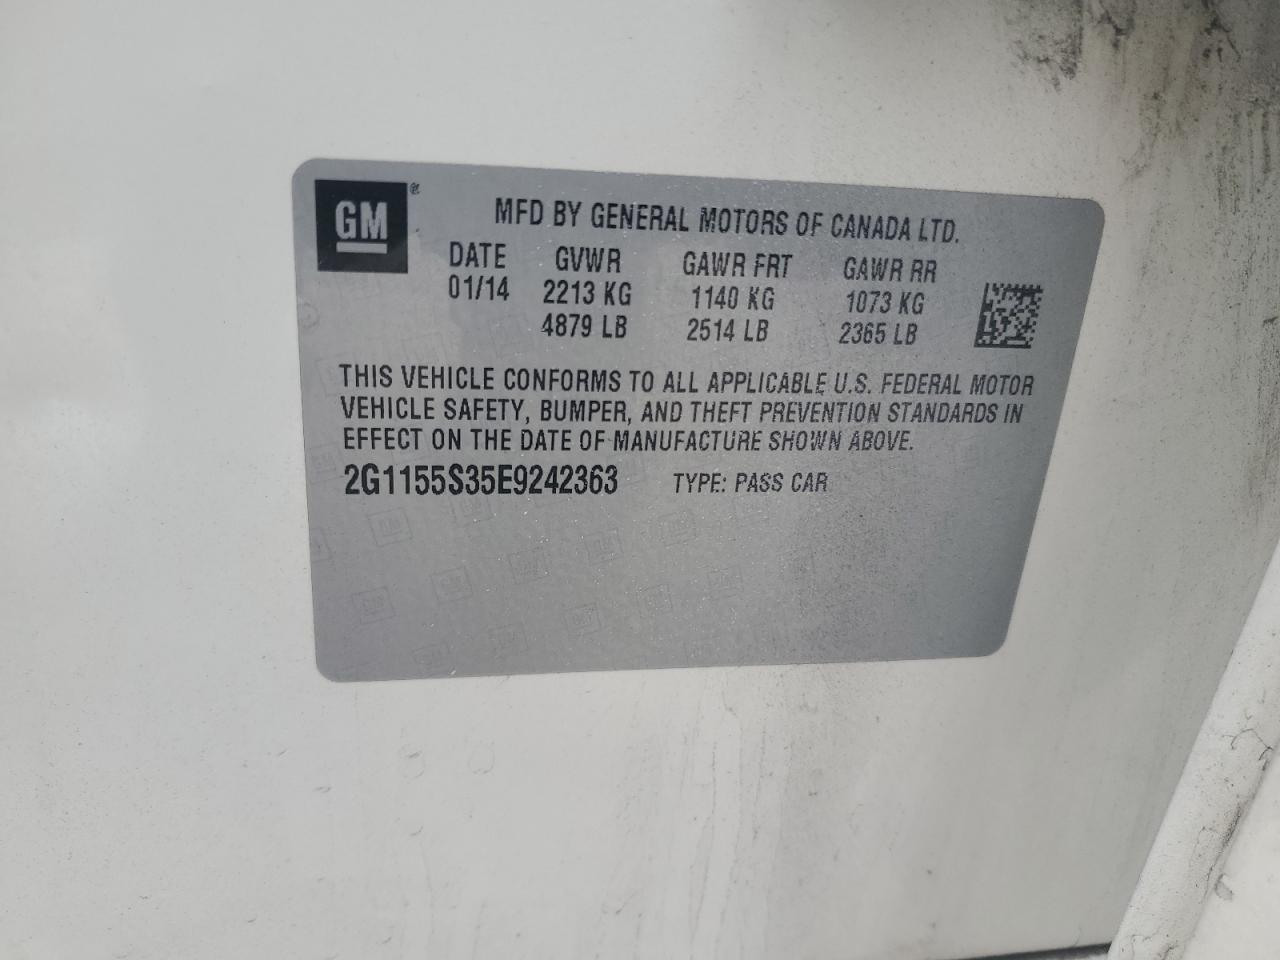 GM ®
MFD BY GENERAL MOTORS OF CANADA LTD.
DATE GVWR GAWR FRT GAWR RR
01/14 2213 KG 1140 KG 1073 KG
4879 LB 2514 LB 2365 LB
THIS VEHICLE CONFORMS TO ALL APPLICABLE U.S. FEDERAL MOTOR
VEHICLE SAFETY, BUMPER, AND THEFT PREVENTION STANDARDS IN
EFFECT ON THE DATE OF MANUFACTURE SHOWN ABOVE.
2G1155S35E9242363 TYPE: PASS CAR